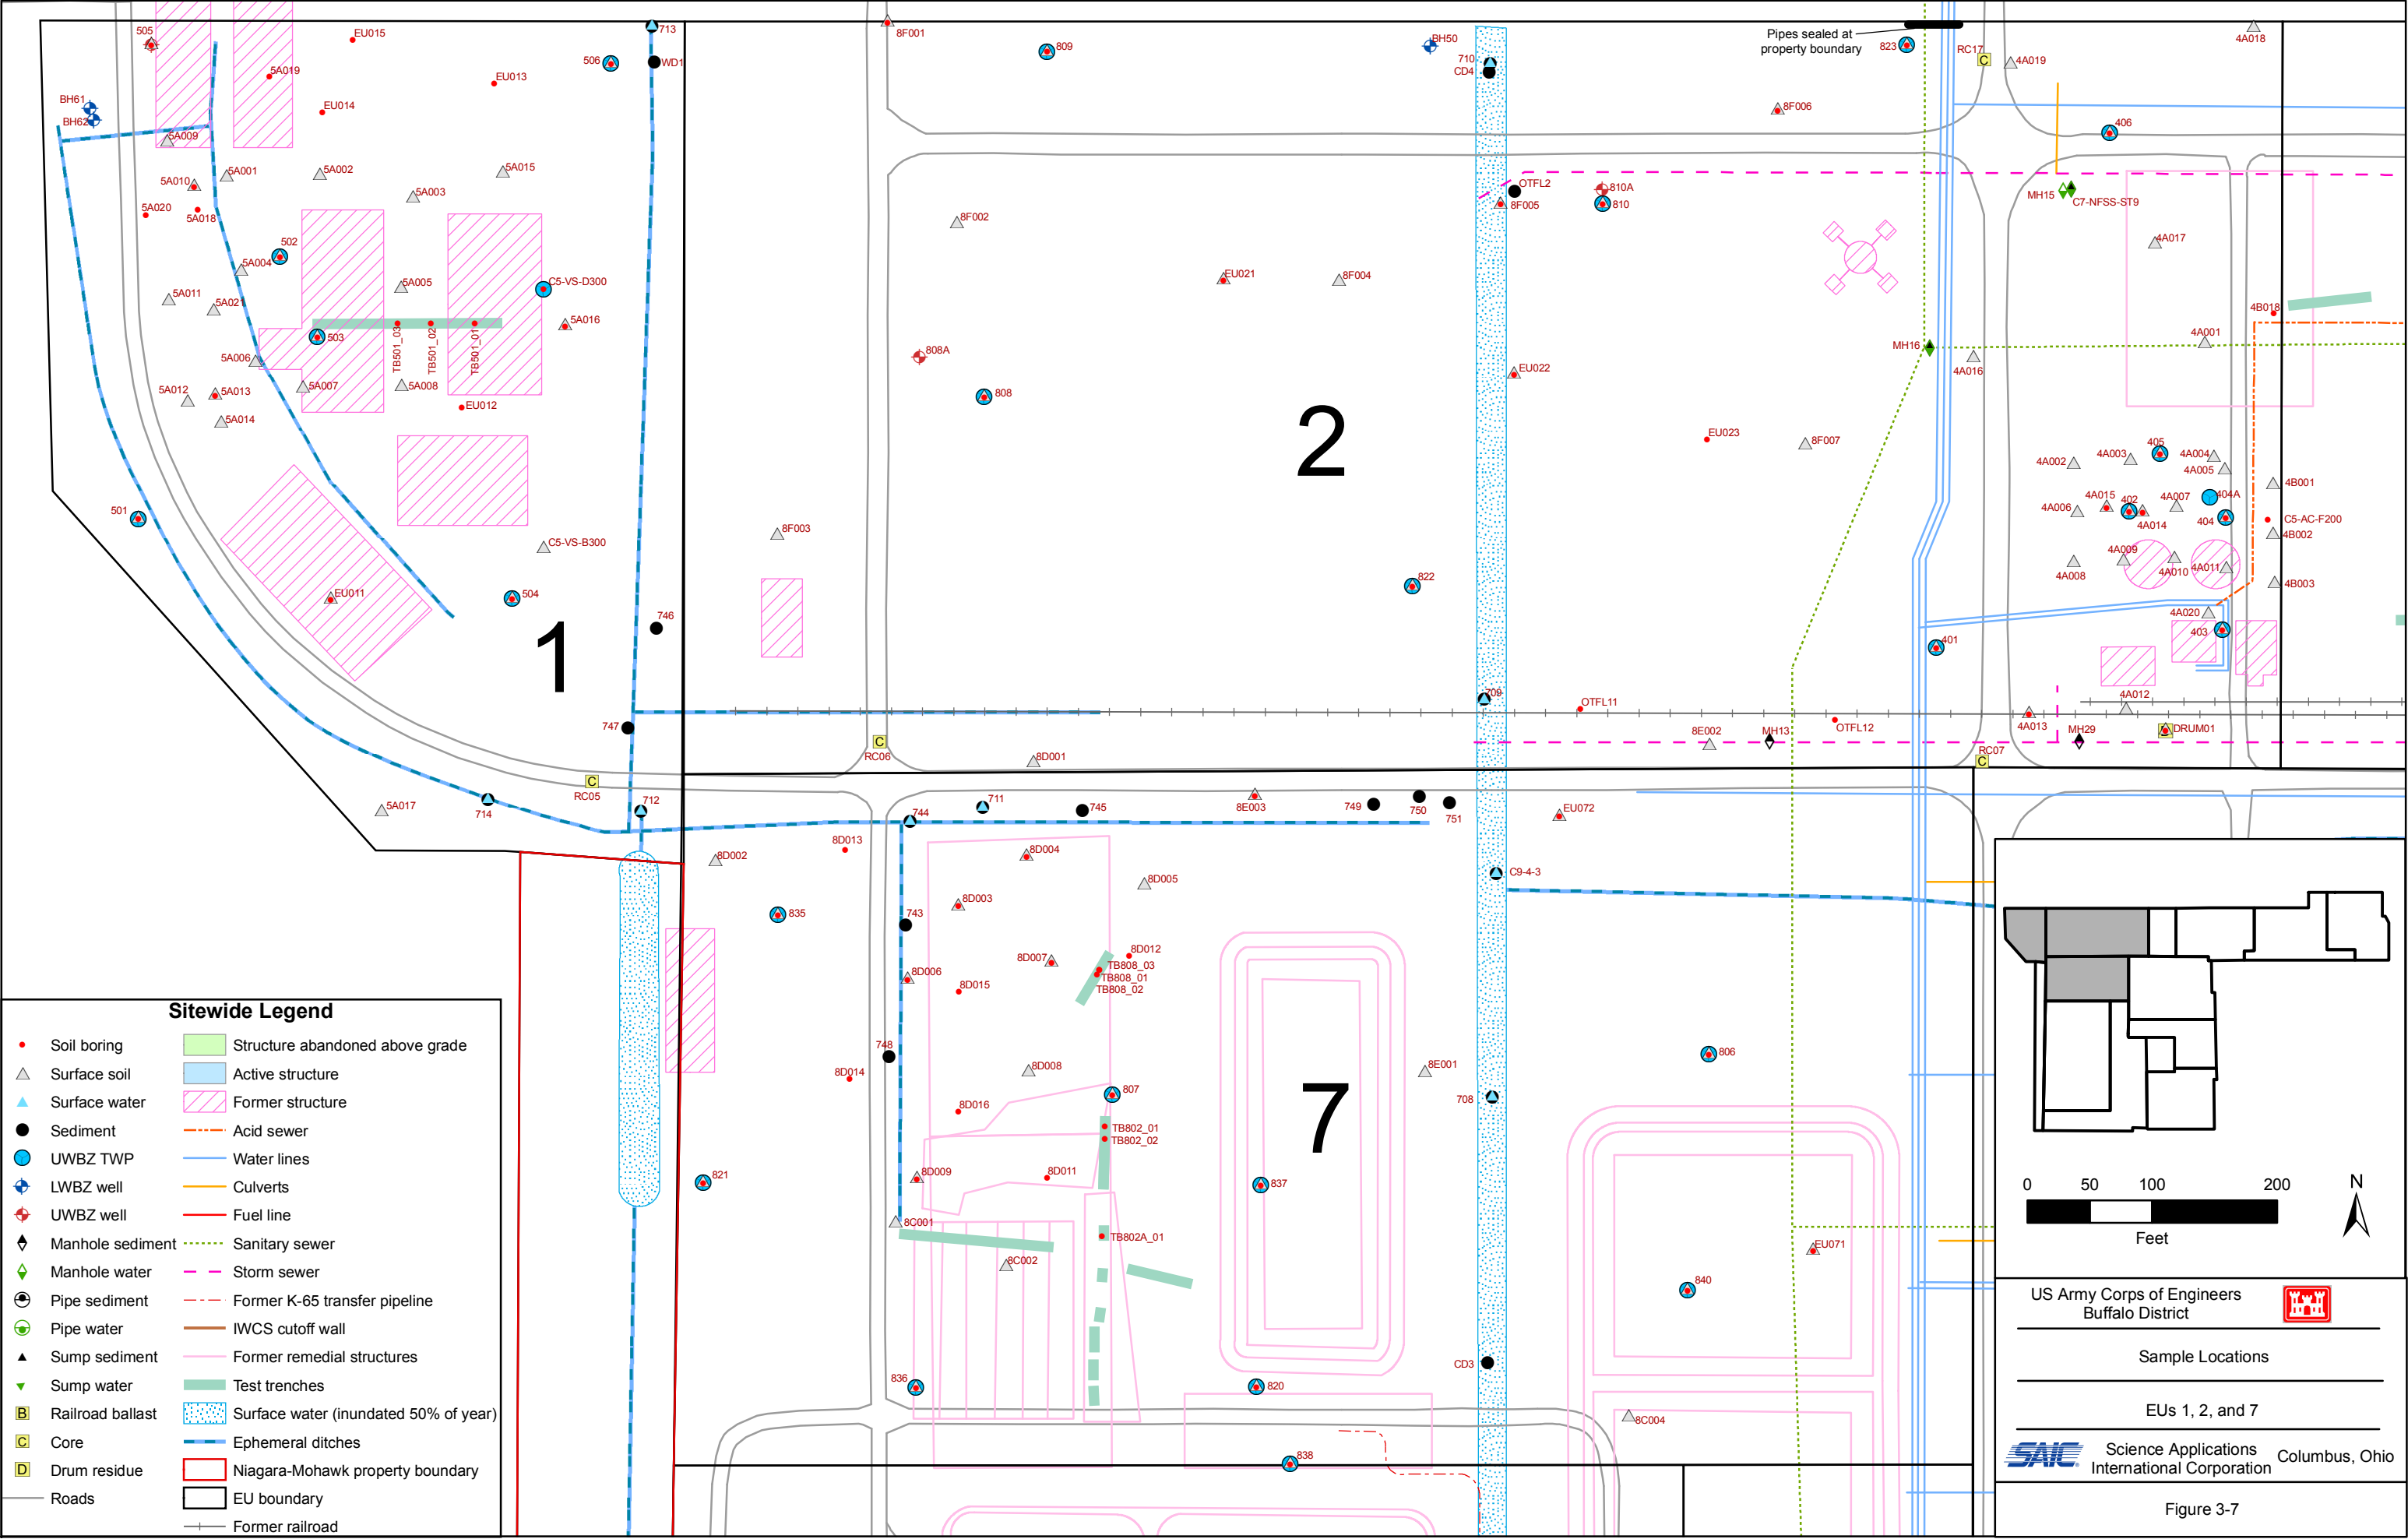 505
EU015
5A019
EU013
EU014
506
713
WD1
BH61
BH62
5A009
5A001
5A002
5A015
5A010
5A003
5A020
5A018
502
5A004
5A005
C5-VS-D300
5A011
5A021
5A016
503
TB501_03
TB501_02
TB501_01
5A006
5A007
5A008
5A012
5A013
EU012
5A014
501
C5-VS-B300
EU011
504
1
746
747
RC05
C
5A017
714
712
8F001
809
BH50
710
CD4
Pipes sealed at
property boundary
823
RC17
C
4A018
4A019
8F006
406
OTFL2
8F005
810A
810
MH15
C7-NFSS-ST9
8F002
4A017
EU021
8F004
4B018
808A
MH16
4A001
4A016
EU022
808
2
EU023
8F007
405
4A002
4A003
4A004
4A005
4B001
4A015
402
4A007
404A
4A006
4A014
404
C5-AC-F200
4B002
8F003
4A009
4A008
4A010
4A011
4B003
822
4A020
403
401
709
OTFL11
4A012
OTFL12
4A013
8E002
MH13
MH29
DRUM01
C
RC06
8D001
RC07
C
711
744
745
8E003
749
750
751
EU072
8D013
8D002
8D004
C9-4-3
8D005
8D003
835
743
8D012
8D007
TB808_03
TB808_01
TB808_02
8D006
8D015
748
8D014
8D008
8E001
806
807
708
8D016
TB802_01
TB802_02
7
8D009
8D011
821
837
8C001
TB802A_01
8C002
EU071
840
CD3
836
820
8C004
838
Sitewide Legend
Soil boring
Surface soil
Surface water
Sediment
UWBZ TWP
LWBZ well
UWBZ well
Manhole sediment
Manhole water
Pipe sediment
Pipe water
Sump sediment
Sump water
B Railroad ballast
C Core
D Drum residue
Roads
Structure abandoned above grade
Active structure
Former structure
Acid sewer
Water lines
Culverts
Fuel line
Sanitary sewer
Storm sewer
Former K-65 transfer pipeline
IWCS cutoff wall
Former remedial structures
Test trenches
Surface water (inundated 50% of year)
Ephemeral ditches
Niagara-Mohawk property boundary
EU boundary
Former railroad
0 50 100 200
Feet
N
US Army Corps of Engineers
Buffalo District
Sample Locations
EUs 1, 2, and 7
SAIC
Science Applications
International Corporation
Columbus, Ohio
Figure 3-7